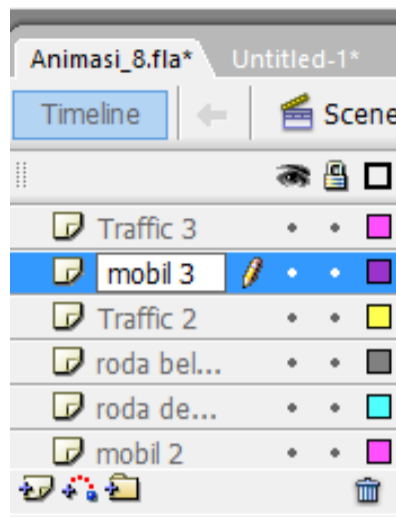 Animasi_8.fla* Untitled-1*
Timeline Scene
Traffic 3
mobil 3
Traffic 2
roda bel...
roda de...
mobil 2